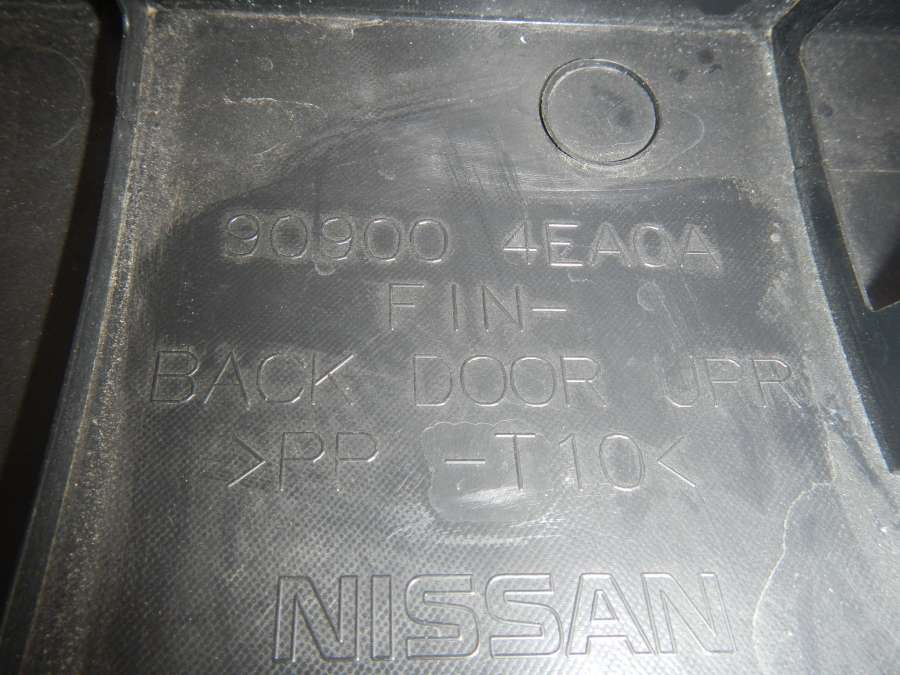 90900 4EA0A
FIN-
BACK DOOR UPR
>PP -T10<
NISSAN